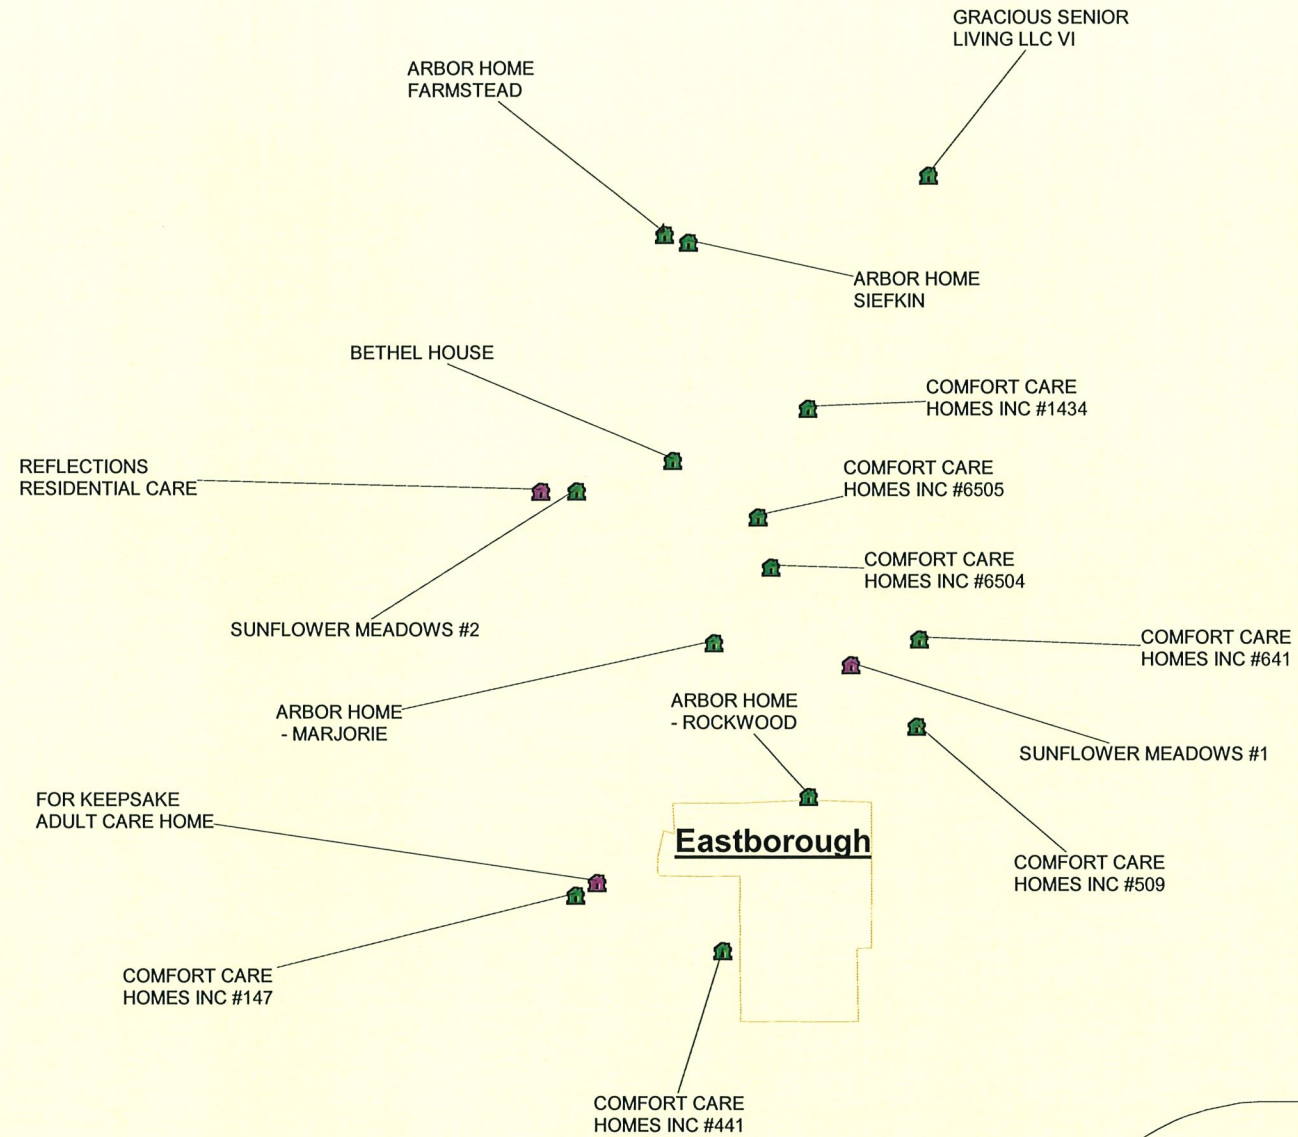 GRACIOUS SENIOR
LIVING LLC VI
ARBOR HOME
FARMSTEAD
ARBOR HOME
SIEFKIN
BETHEL HOUSE
COMFORT CARE
HOMES INC #1434
REFLECTIONS
RESIDENTIAL CARE
COMFORT CARE
HOMES INC #6505
COMFORT CARE
HOMES INC #6504
SUNFLOWER MEADOWS #2
COMFORT CARE
HOMES INC #641
ARBOR HOME
- MARJORIE
ARBOR HOME
- ROCKWOOD
SUNFLOWER MEADOWS #1
FOR KEEPSAKE
ADULT CARE HOME
Eastborough
COMFORT CARE
HOMES INC #509
COMFORT CARE
HOMES INC #147
COMFORT CARE
HOMES INC #441